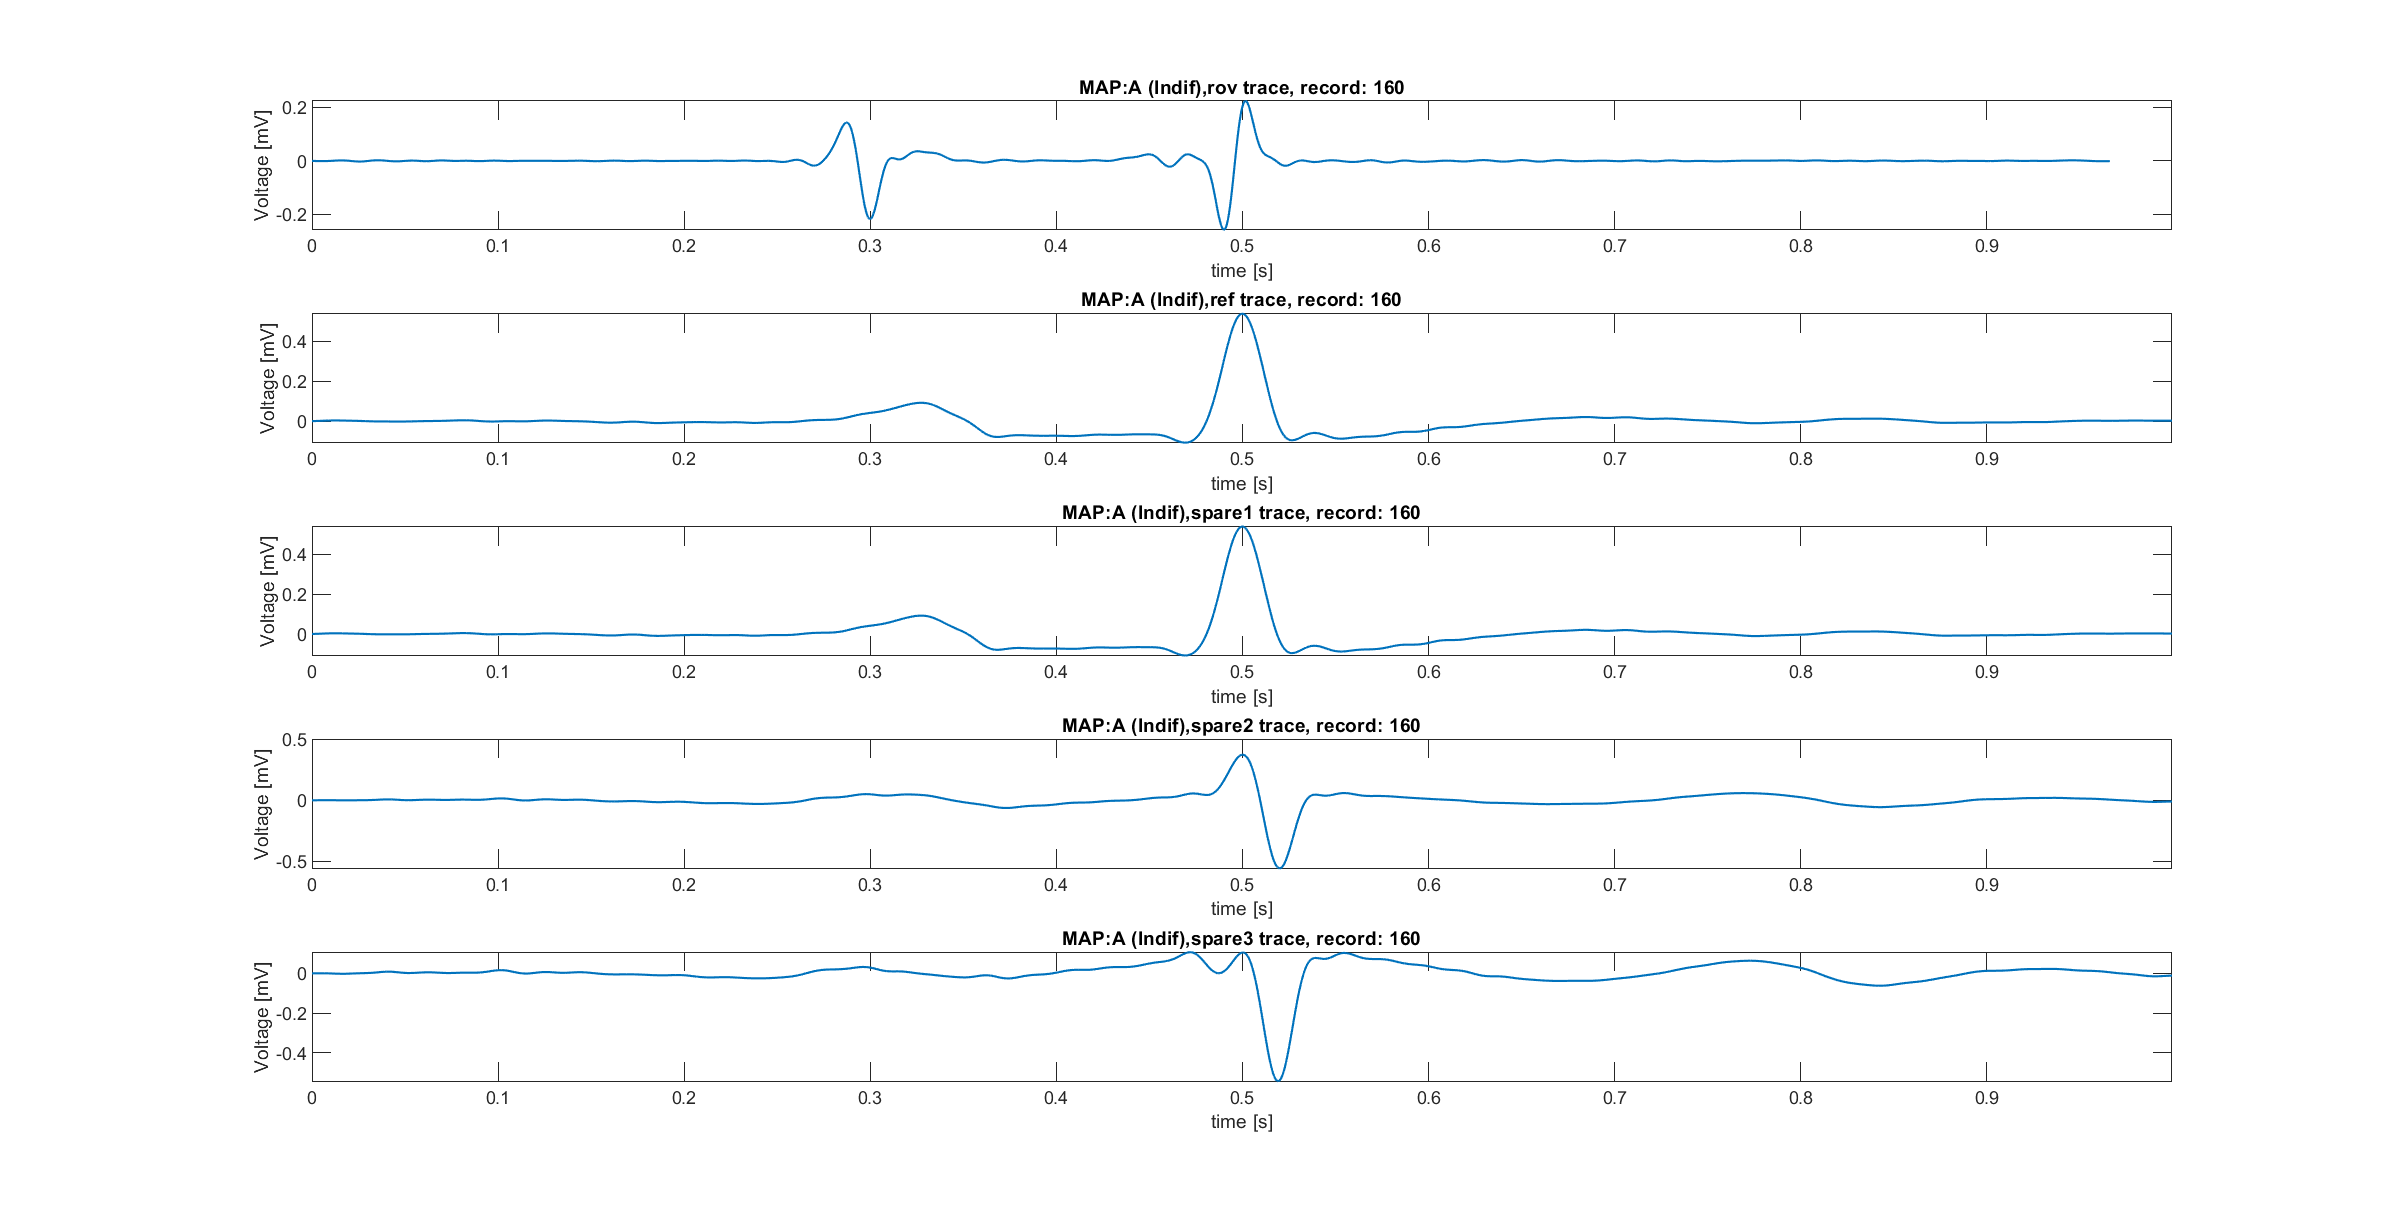 MAP:A (Indif),rov trace, record: 160
Voltage [mV]
0.2
0
-0.2
0 0.1 0.2 0.3 0.4 0.5 0.6 0.7 0.8 0.9
time [s]
MAP:A (Indif),ref trace, record: 160
Voltage [mV]
0.4
0.2
0
0 0.1 0.2 0.3 0.4 0.5 0.6 0.7 0.8 0.9
time [s]
MAP:A (Indif),spare1 trace, record: 160
Voltage [mV]
0.4
0.2
0
0 0.1 0.2 0.3 0.4 0.5 0.6 0.7 0.8 0.9
time [s]
MAP:A (Indif),spare2 trace, record: 160
Voltage [mV]
0.5
0
-0.5
0 0.1 0.2 0.3 0.4 0.5 0.6 0.7 0.8 0.9
time [s]
MAP:A (Indif),spare3 trace, record: 160
Voltage [mV]
0
-0.2
-0.4
0 0.1 0.2 0.3 0.4 0.5 0.6 0.7 0.8 0.9
time [s]